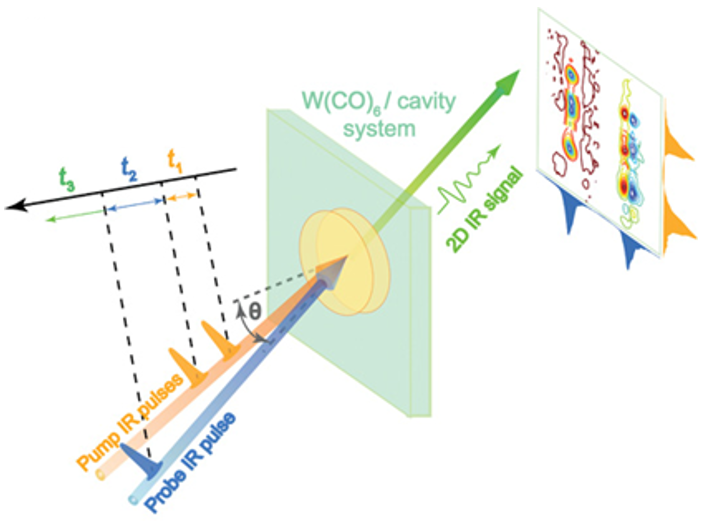 W(CO)₆ / cavity
system
t₃ t₂ t₁
2D IR signal
θ
Pump IR pulses
Probe IR pulse